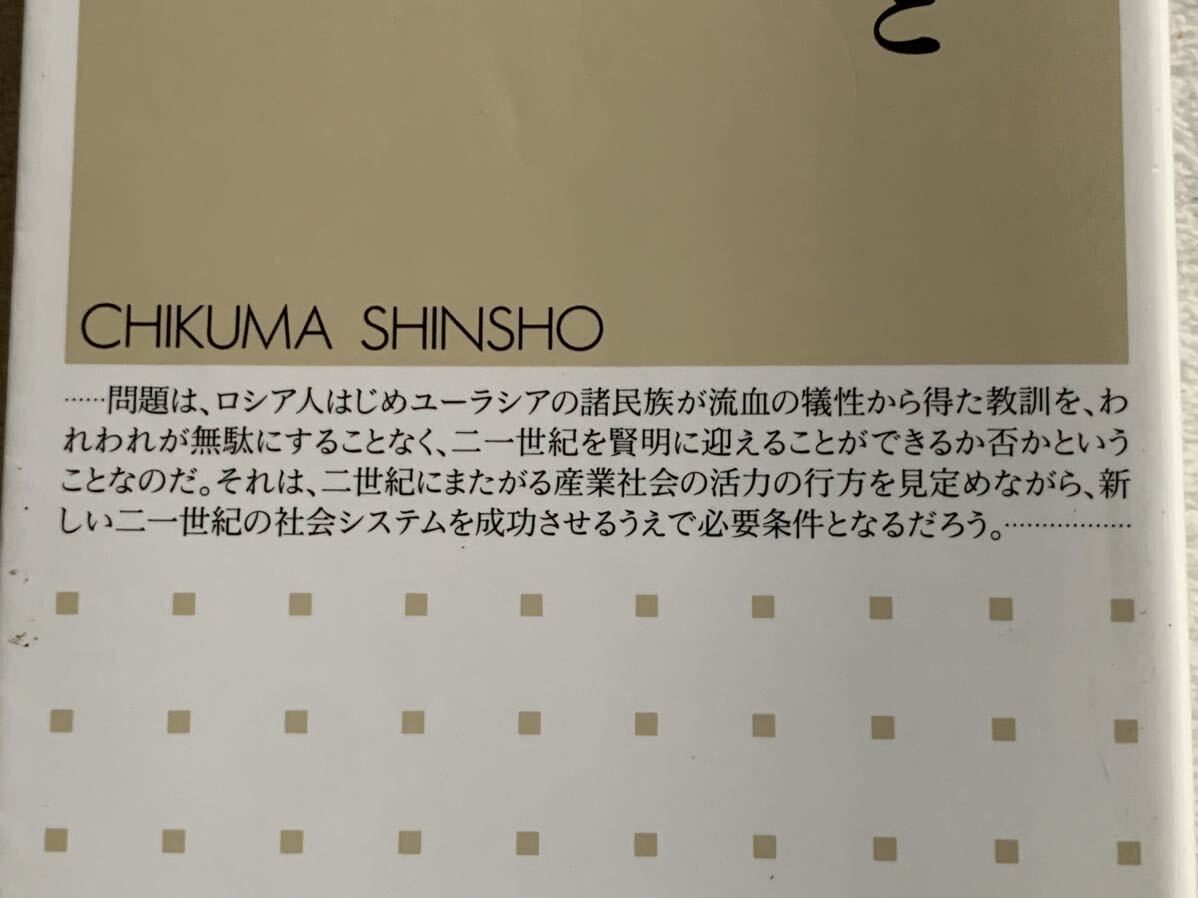 と
CHIKUMA SHINSHO
……問題は、ロシア人はじめユーラシアの諸民族が流血の犠性から得た教訓を、わ
れわれが無駄にすることなく、二一世紀を賢明に迎えることができるか否かという
ことなのだ。それは、二世紀にまたがる産業社会の活力の行方を見定めながら、新
しい二一世紀の社会システムを成功させるうえで必要条件となるだろう。………………